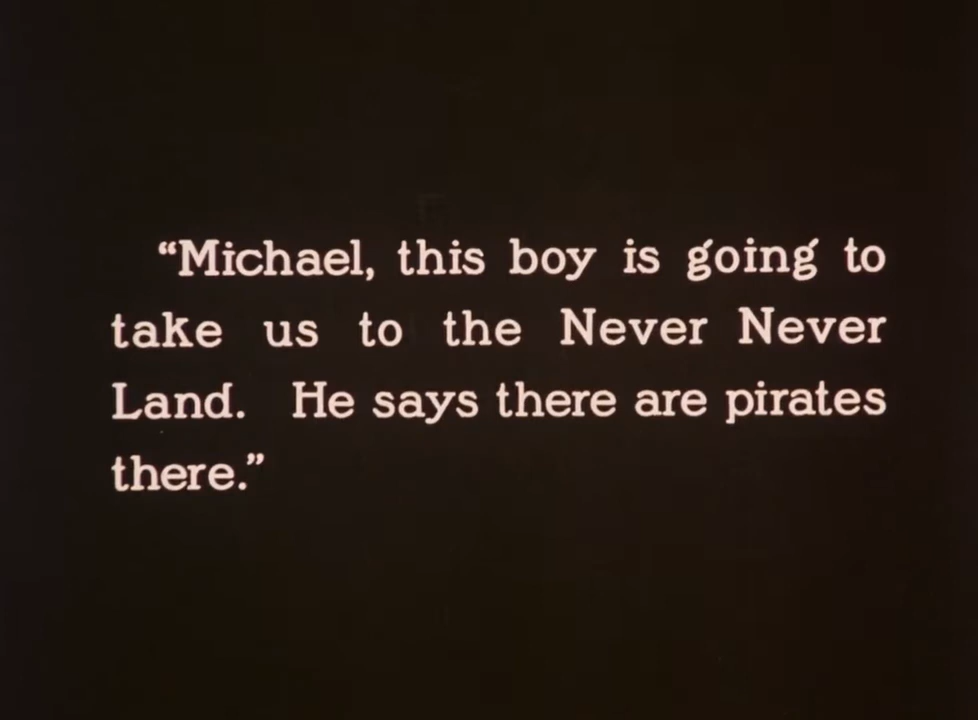 “Michael, this boy is going to
take us to the Never Never
Land. He says there are pirates
there.”